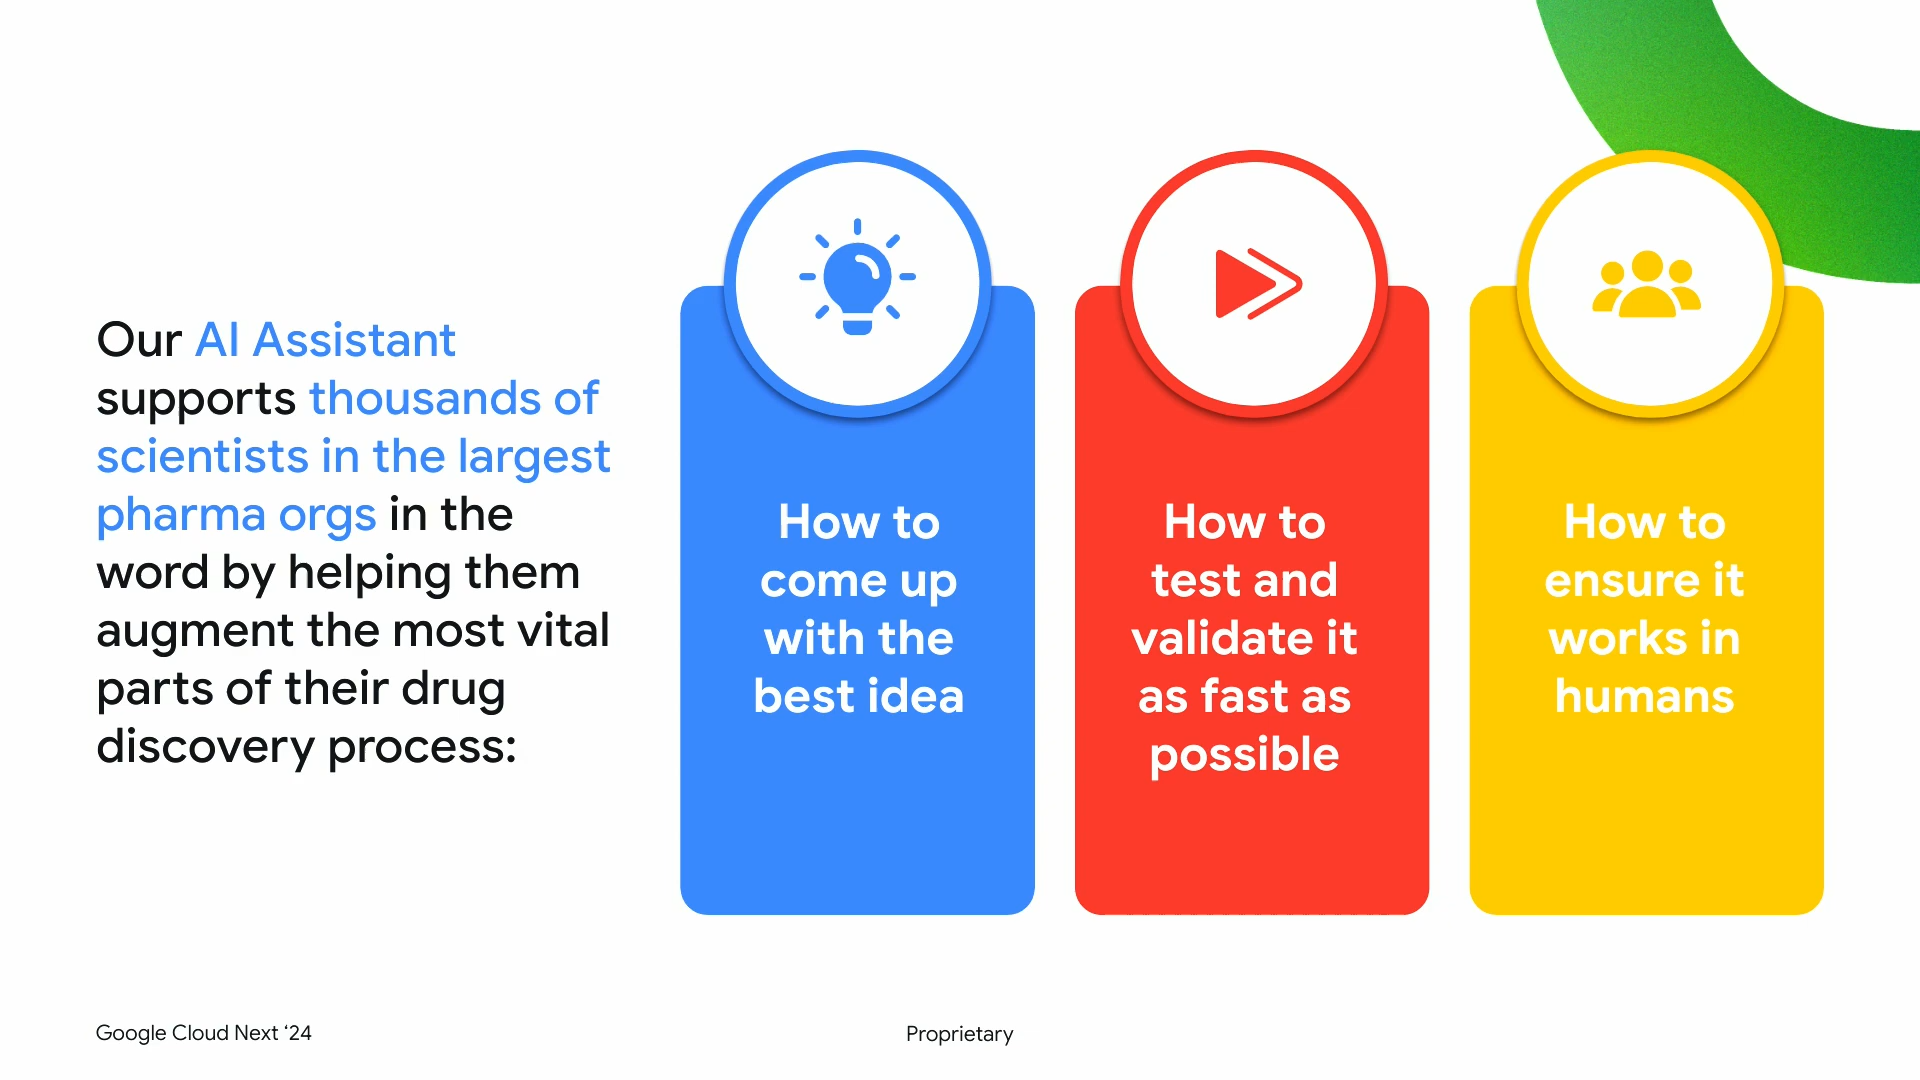 Our AI Assistant
supports thousands of
scientists in the largest
pharma orgs in the
word by helping them
augment the most vital
parts of their drug
discovery process:
How to
come up
with the
best idea
How to
test and
validate it
as fast as
possible
How to
ensure it
works in
humans
Google Cloud Next ‘24
Proprietary